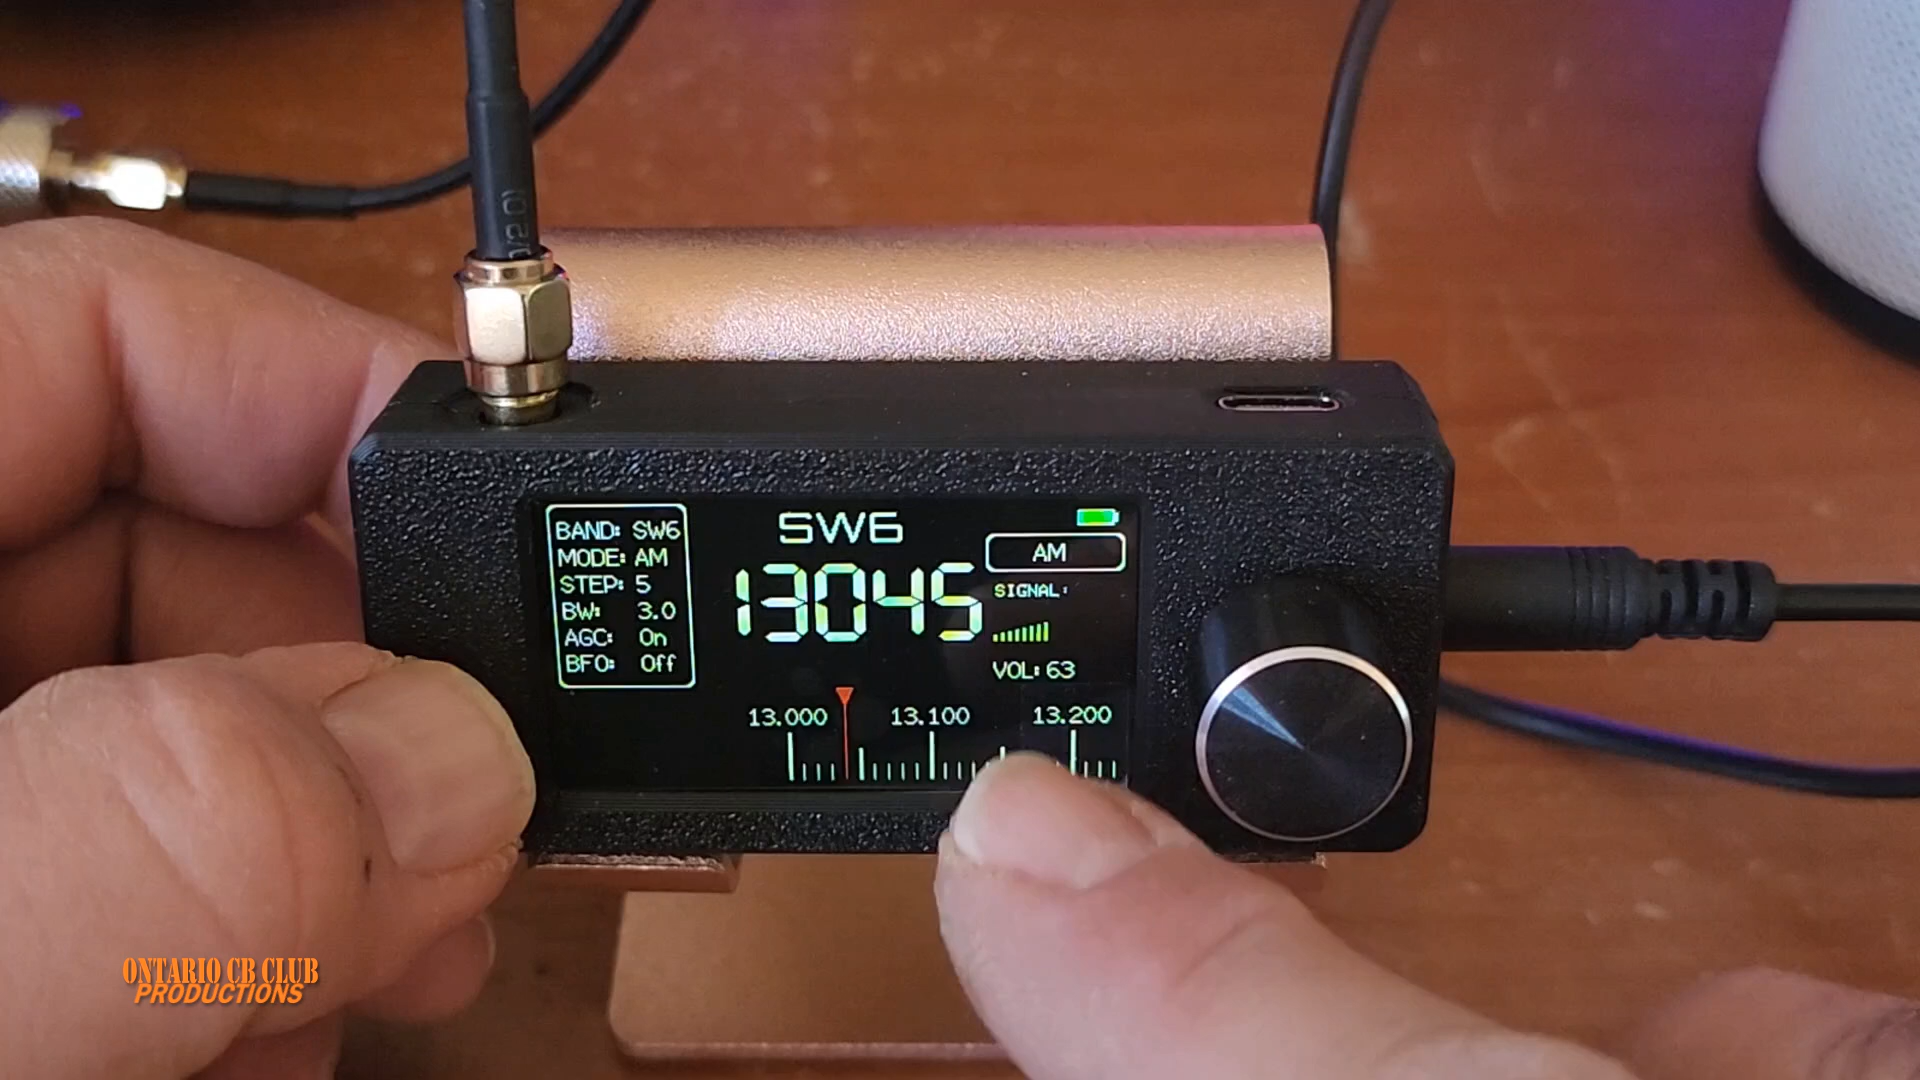 BAND: SW6
MODE: AM
STEP: 5
BW: 3.0
AGC: On
BFO: Off
SW6
13045
AM
SIGNAL:
VOL: 63
13.000 13.100 13.200
ONTARIO CB CLUB
PRODUCTIONS